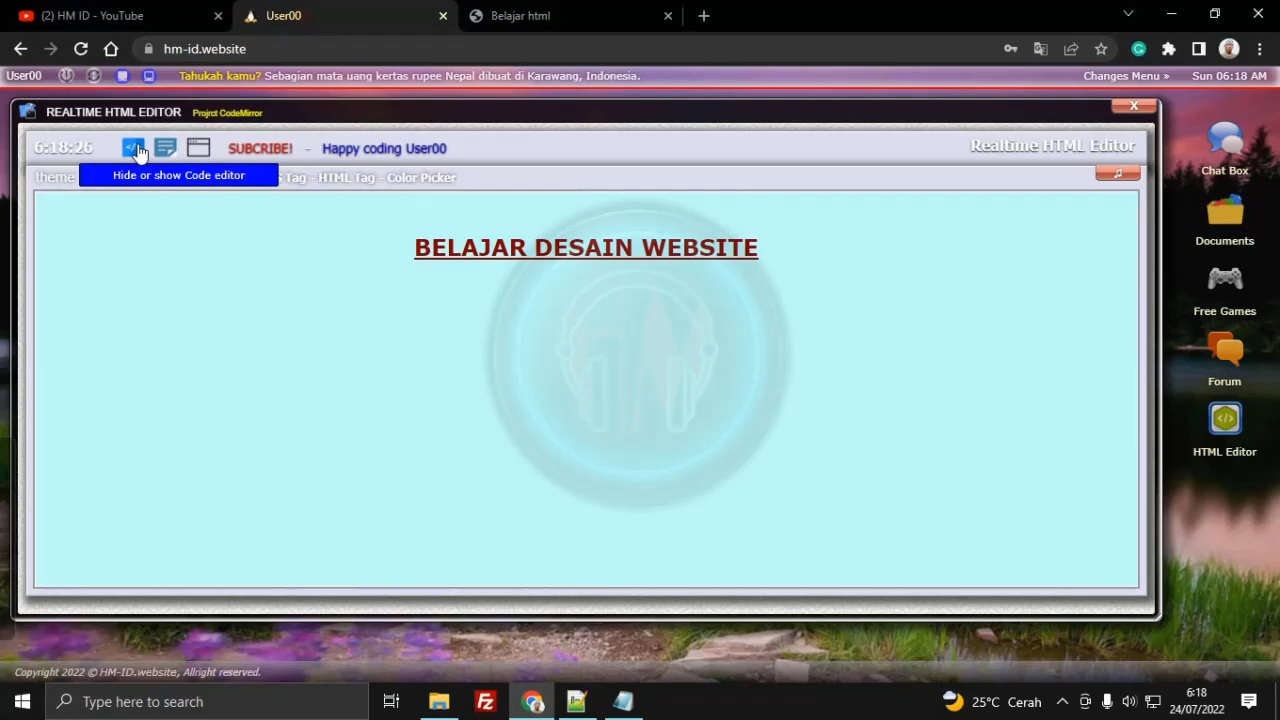 (2) HM ID - YouTube
User00
Belajar html
hm-id.website
User00
Tahukah kamu? Sebagian mata uang kertas rupee Nepal dibuat di Karawang, Indonesia.
Changes Menu »
Sun 06:18 AM
REALTIME HTML EDITOR
Projrct CodeMirror
6:18:26
SUBCRIBE!
-
Happy coding User00
Realtime HTML Editor
theme
Hide or show Code editor
Tag - HTML Tag - Color Picker
BELAJAR DESAIN WEBSITE
Chat Box
Documents
Free Games
Forum
HTML Editor
Copyright 2022 © HM-ID.website, Allright reserved.
Type here to search
25°C Cerah
6:18
24/07/2022